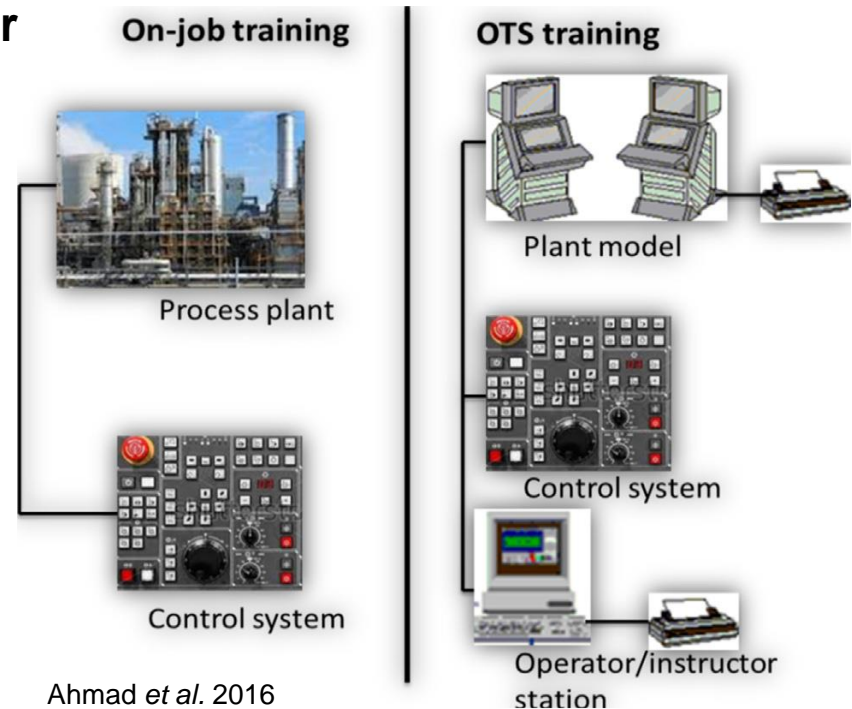 r
On-job training
Process plant
Control system
Ahmad et al. 2016
OTS training
Plant model
Control system
Operator/instructor
station